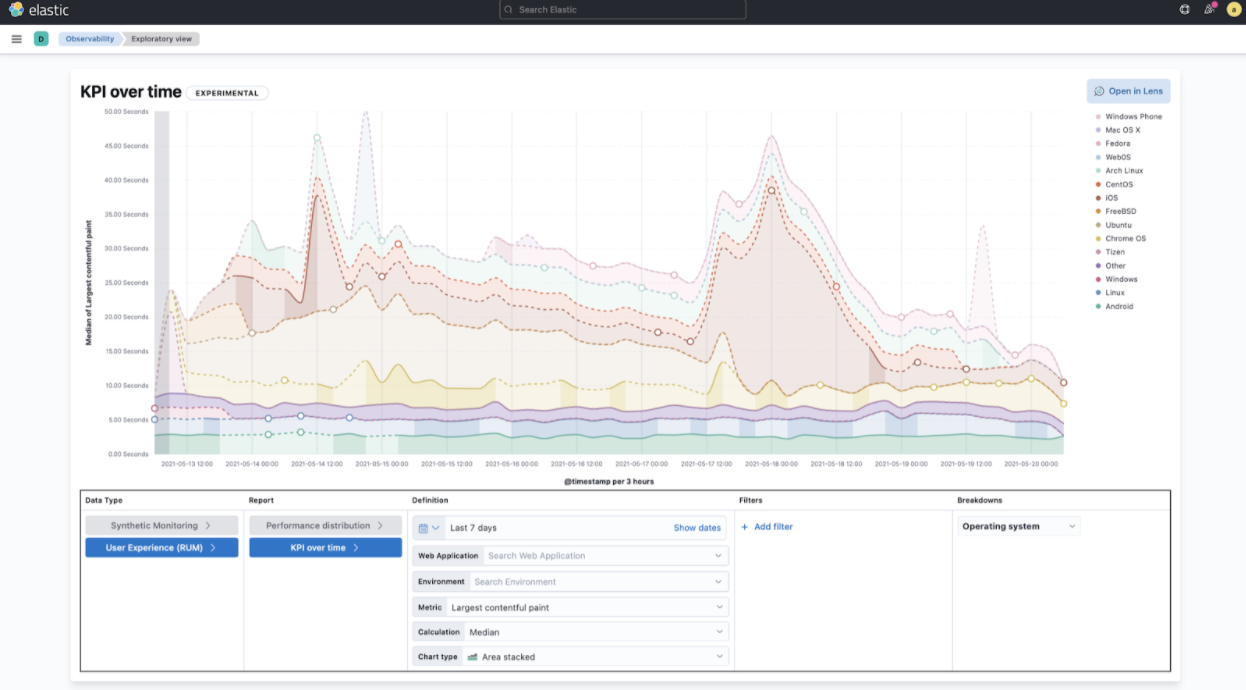 elastic
Search Elastic
a
D
Observability
Exploratory view
KPI over time
EXPERIMENTAL
Open in Lens
50.00 Seconds
45.00 Seconds
40.00 Seconds
35.00 Seconds
30.00 Seconds
25.00 Seconds
20.00 Seconds
15.00 Seconds
10.00 Seconds
5.00 Seconds
0.00 Seconds
Median of Largest contentful paint
2021-05-13 12:00
2021-05-14 00:00
2021-05-14 12:00
2021-05-15 00:00
2021-05-15 12:00
2021-05-16 00:00
2021-05-16 12:00
2021-05-17 00:00
2021-05-17 12:00
2021-05-18 00:00
2021-05-18 12:00
2021-05-19 00:00
2021-05-19 12:00
2021-05-20 00:00
@timestamp per 3 hours
Windows Phone
Mac OS X
Fedora
WebOS
Arch Linux
CentOS
iOS
FreeBSD
Ubuntu
Chrome OS
Tizen
Other
Windows
Linux
Android
Data Type
Synthetic Monitoring
User Experience (RUM)
Report
Performance distribution
KPI over time
Definition
Last 7 days
Show dates
Web Application
Search Web Application
Environment
Search Environment
Metric
Largest contentful paint
Calculation
Median
Chart type
Area stacked
Filters
+ Add filter
Breakdowns
Operating system